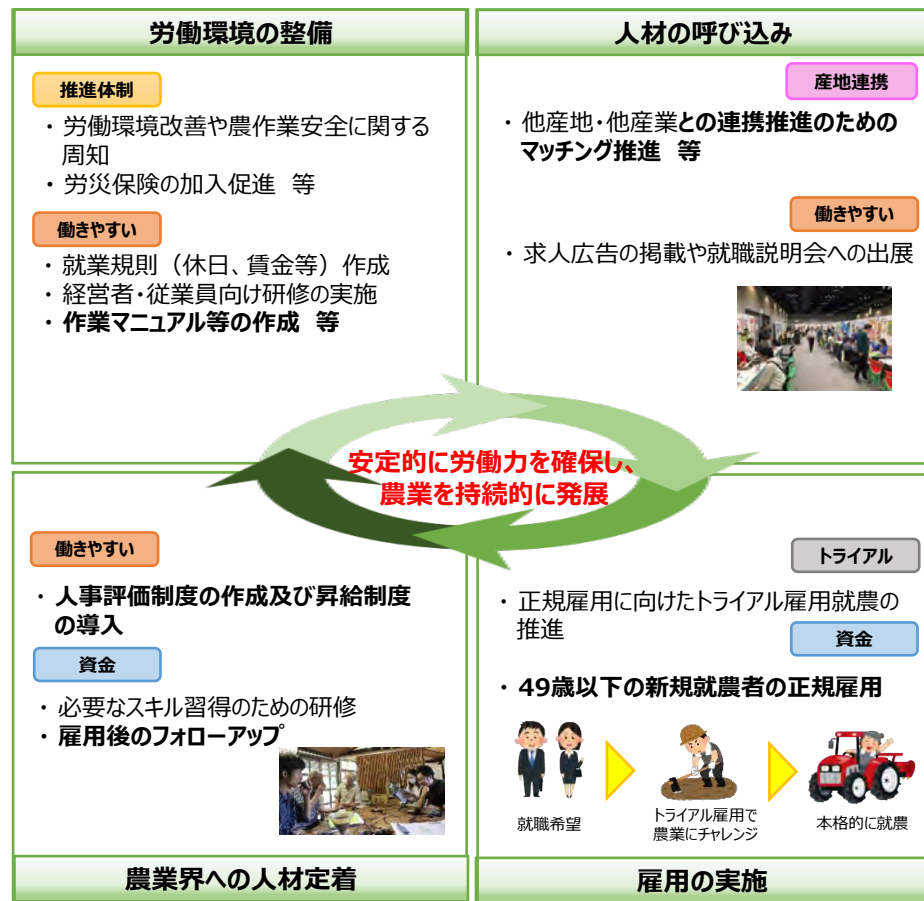 労働環境の整備
推進体制
・ 労働環境改善や農作業安全に関する
周知
・ 労災保険の加入促進 等
働きやすい
・ 就業規則（休日、賃金等）作成
・ 経営者・従業員向け研修の実施
・ 作業マニュアル等の作成 等
人材の呼び込み
産地連携
・ 他産地・他産業との連携推進のための
マッチング推進 等
働きやすい
・ 求人広告の掲載や就職説明会への出展
安定的に労働力を確保し、
農業を持続的に発展
働きやすい
・ 人事評価制度の作成及び昇給制度
の導入
資金
・ 必要なスキル習得のための研修
・ 雇用後のフォローアップ
農業界への人材定着
トライアル
・ 正規雇用に向けたトライアル雇用就農の
推進
資金
・ 49歳以下の新規就農者の正規雇用
就職希望
トライアル雇用で
農業にチャレンジ
本格的に就農
雇用の実施